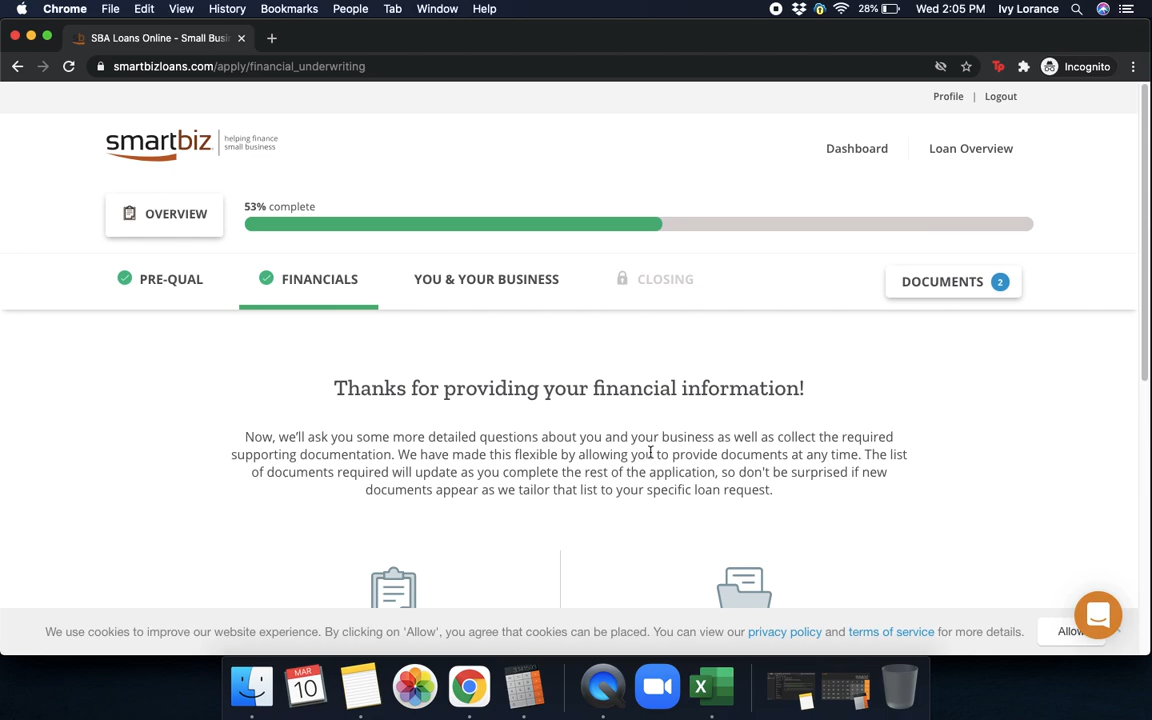 Chrome File Edit View History Bookmarks People Tab Window Help 28% Wed 2:05 PM Ivy Lorance
SBA Loans Online - Small Busi
smartbizloans.com/apply/financial_underwriting Tp Incognito
Profile | Logout
smartbiz helping finance
small business
Dashboard Loan Overview
OVERVIEW
53% complete
PRE-QUAL FINANCIALS YOU & YOUR BUSINESS CLOSING DOCUMENTS 2
Thanks for providing your financial information!
Now, we'll ask you some more detailed questions about you and your business as well as collect the required
supporting documentation. We have made this flexible by allowing you to provide documents at any time. The list
of documents required will update as you complete the rest of the application, so don't be surprised if new
documents appear as we tailor that list to your specific loan request.
We use cookies to improve our website experience. By clicking on 'Allow', you agree that cookies can be placed. You can view our privacy policy and terms of service for more details. Allow
MAR
10
X